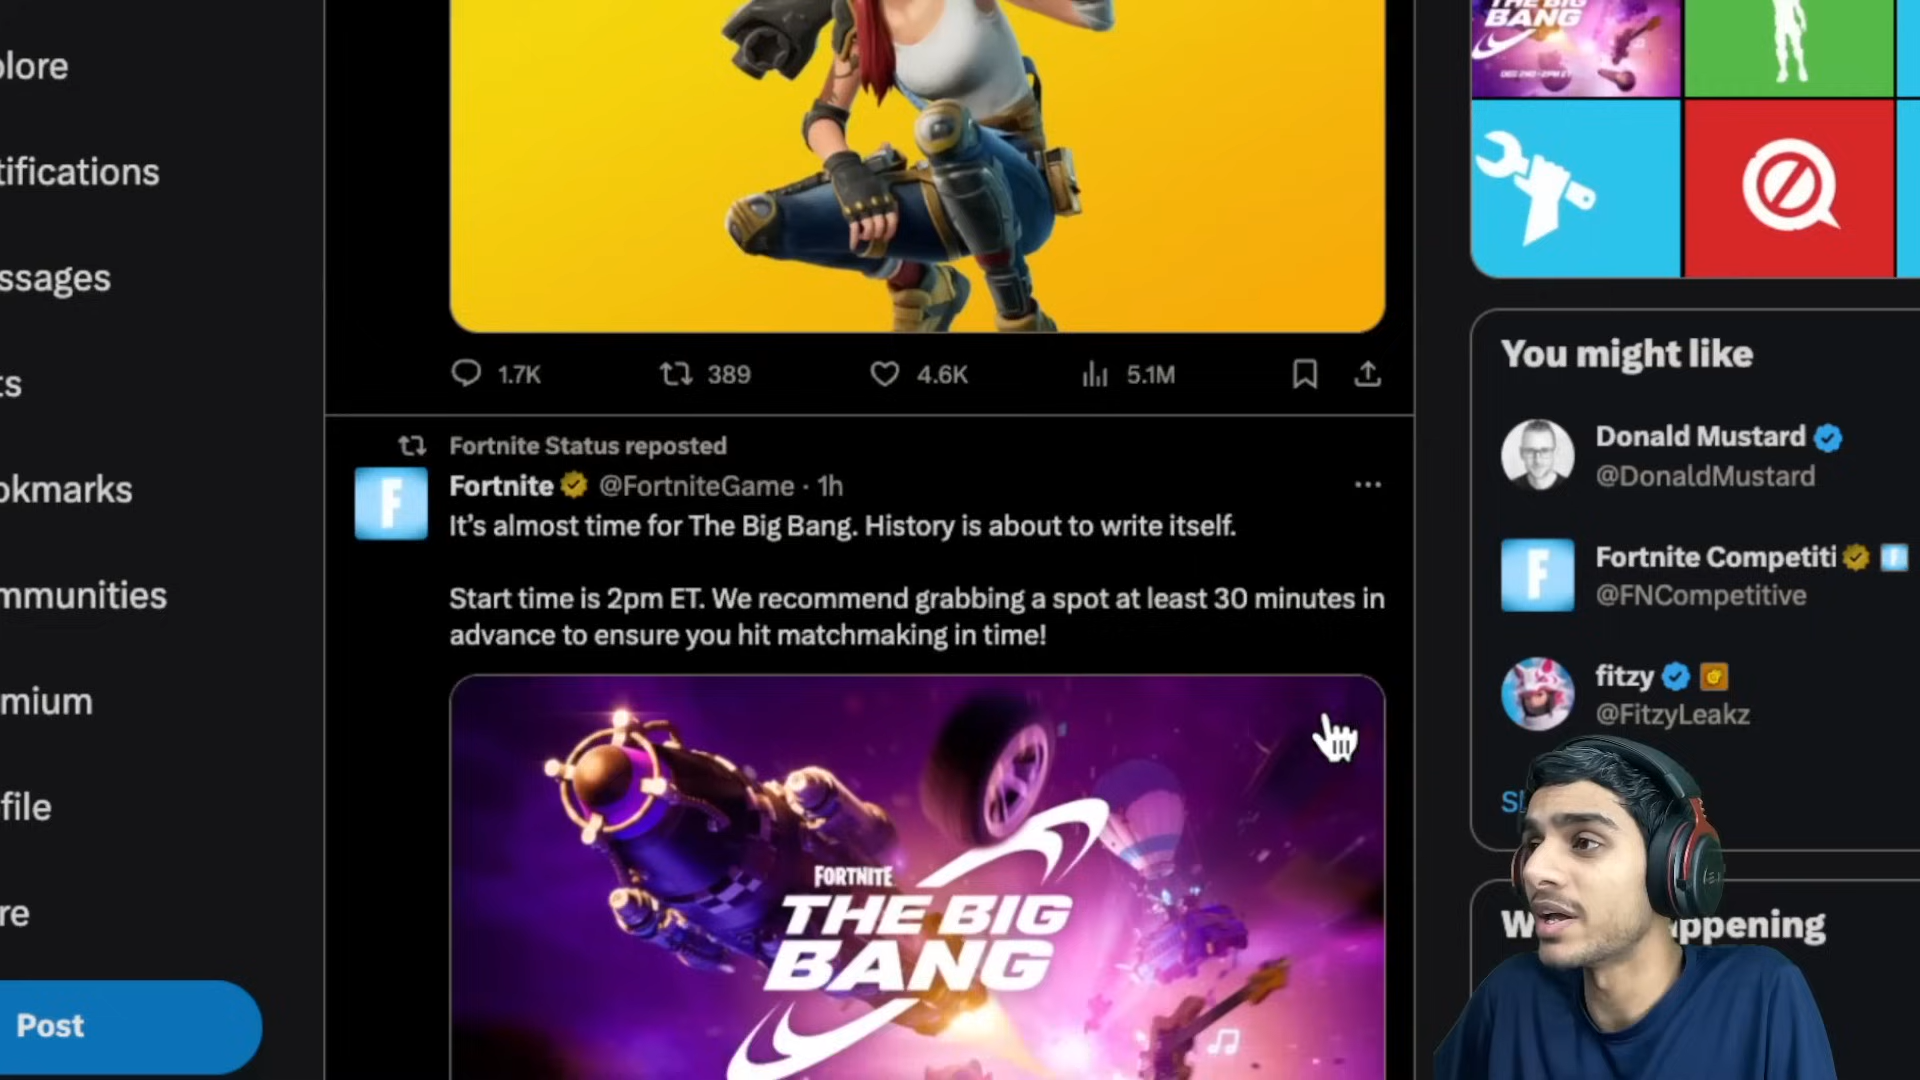 plore
tifications
ssages
ts
okmarks
mmunities
mium
file
re
Post
1.7K
389
4.6K
5.1M
Fortnite Status reposted
Fortnite @FortniteGame · 1h
It’s almost time for The Big Bang. History is about to write itself.
Start time is 2pm ET. We recommend grabbing a spot at least 30 minutes in
advance to ensure you hit matchmaking in time!
FORTNITE
THE BIG
BANG
THE BIG
BANG
You might like
Donald Mustard
@DonaldMustard
Fortnite Competiti
@FNCompetitive
fitzy
@FitzyLeakz
ppening